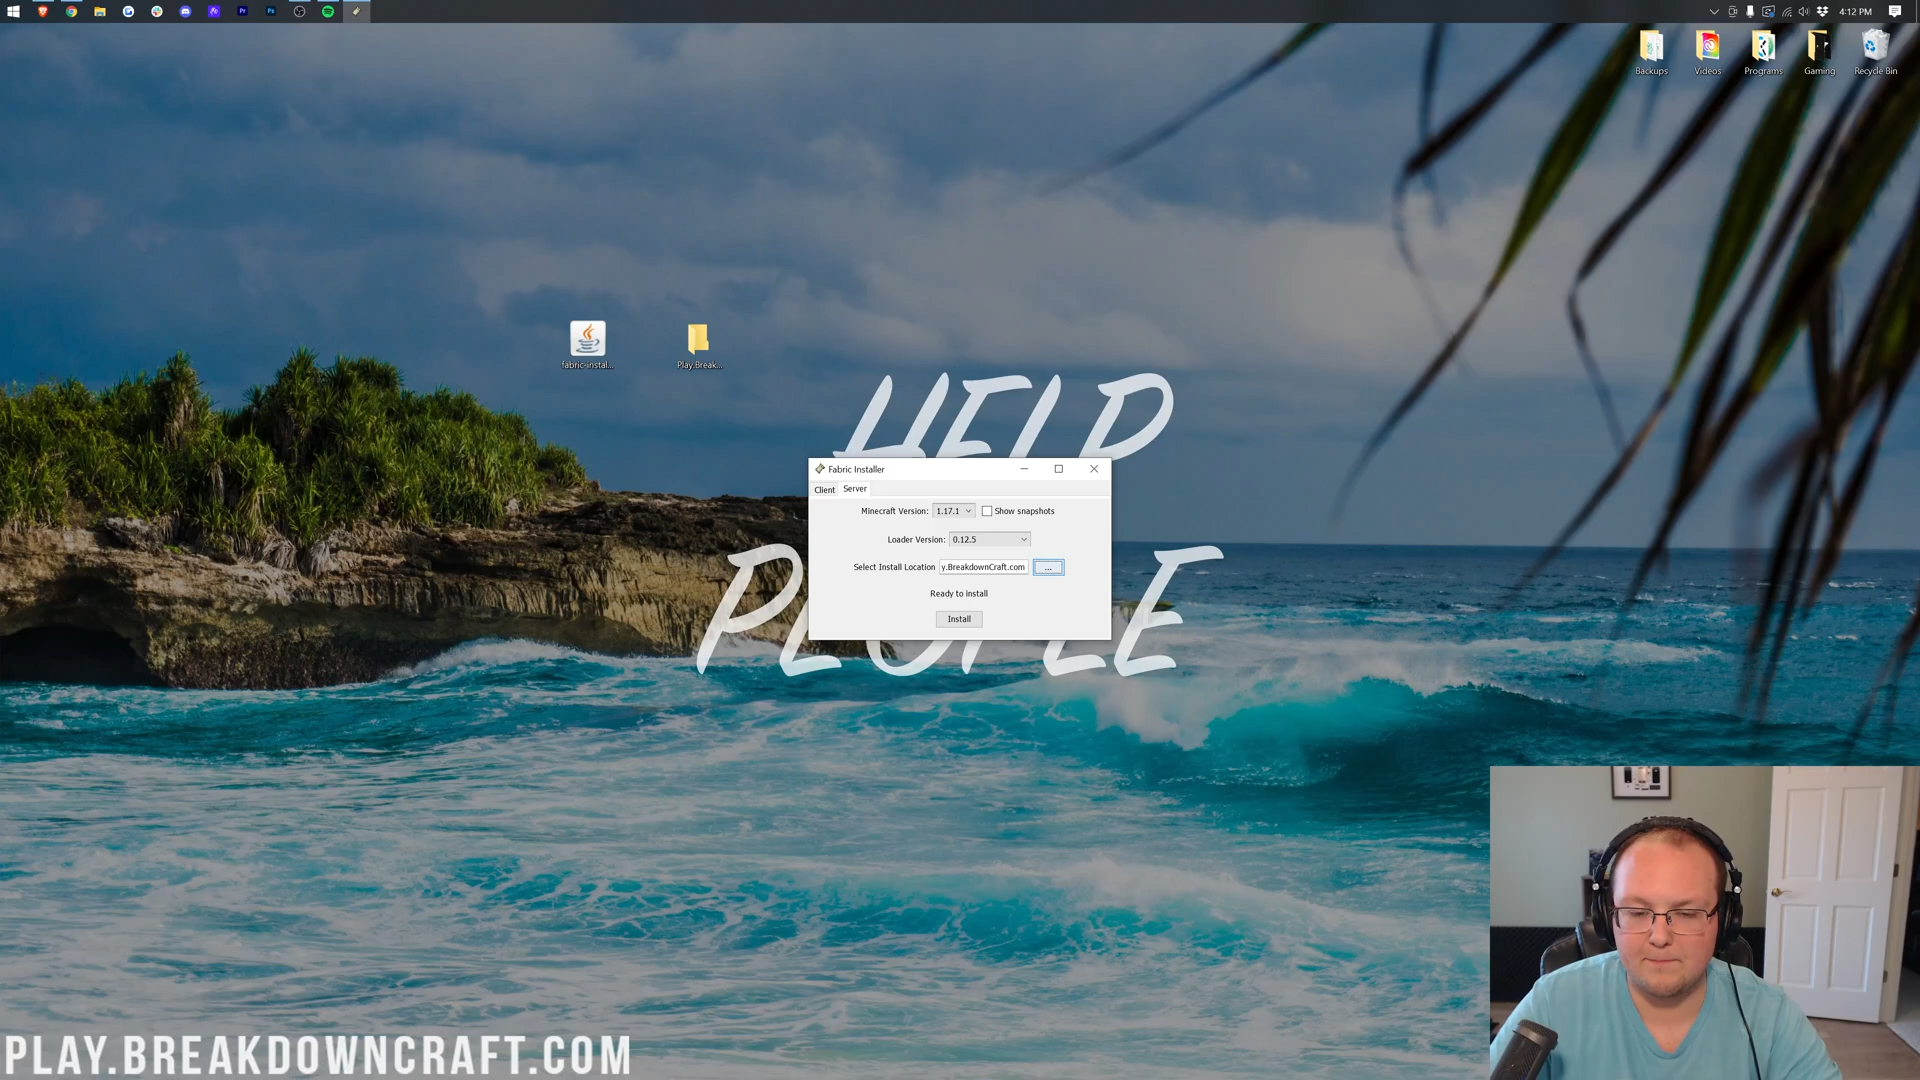 4:12 PM
Backups
Videos
Programs
Gaming
Recycle Bin
fabric-instal...
Play.Break...
HELP
PEOPLE
Fabric Installer
Client
Server
Minecraft Version:
1.17.1
Show snapshots
Loader Version:
0.12.5
Select Install Location
y.BreakdownCraft.com
...
Ready to install
Install
PLAY.BREAKDOWNCRAFT.COM